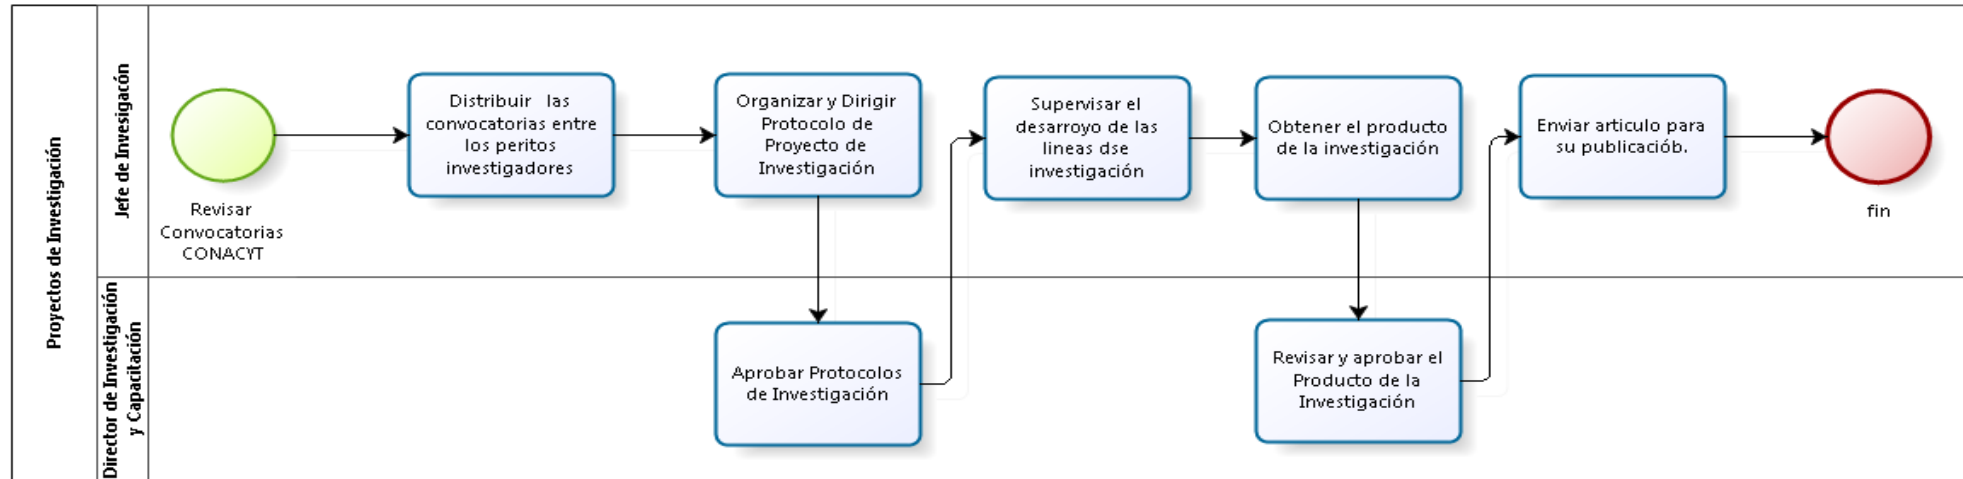 Proyectos de Investigación
Jefe de Invesigacón
Revisar
Convocatorias
CONACYT
Distribuir las
convocatorias entre
los peritos
investigadores
Organizar y Dirigir
Protocolo de
Proyecto de
Investigación
Supervisar el
desarroyo de las
lineas dse
investigación
Obtener el producto
de la investigación
Enviar articulo para
su publicaciób.
fin
Director de Investigación
y Capacitación
Aprobar Protocolos
de Investigación
Revisar y aprobar el
Producto de la
Investigación